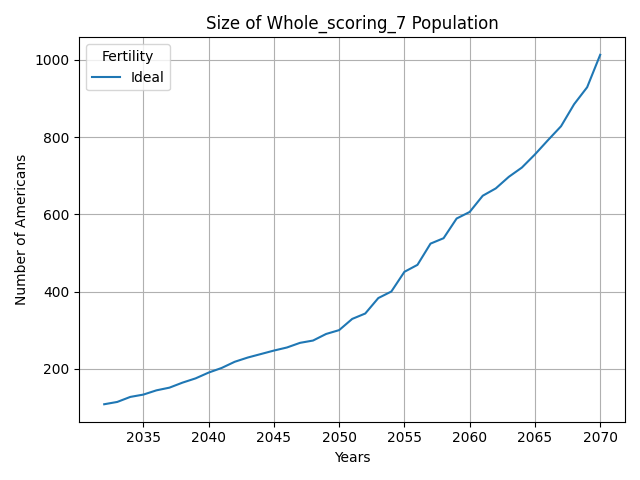 Size of Whole_scoring_7 Population
Fertility
Ideal
Number of Americans
1000
800
600
400
200
2035 2040 2045 2050 2055 2060 2065 2070
Years